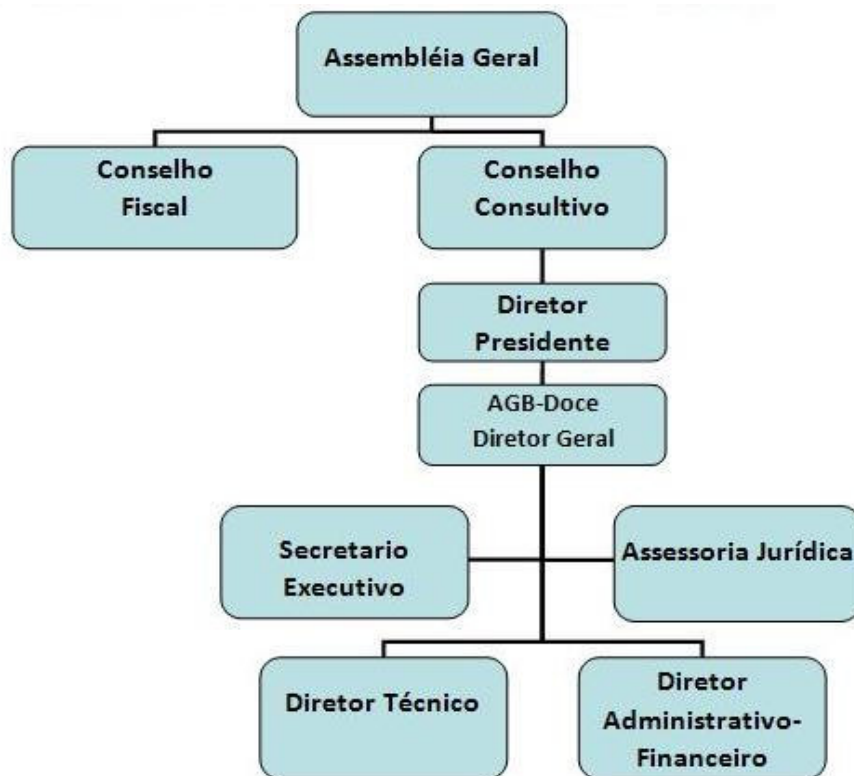 Assembléia Geral
Conselho
Fiscal
Conselho
Consultivo
Diretor
Presidente
AGB-Doce
Diretor Geral
Secretario
Executivo
Assessoria Jurídica
Diretor Técnico
Diretor
Administrativo-
Financeiro